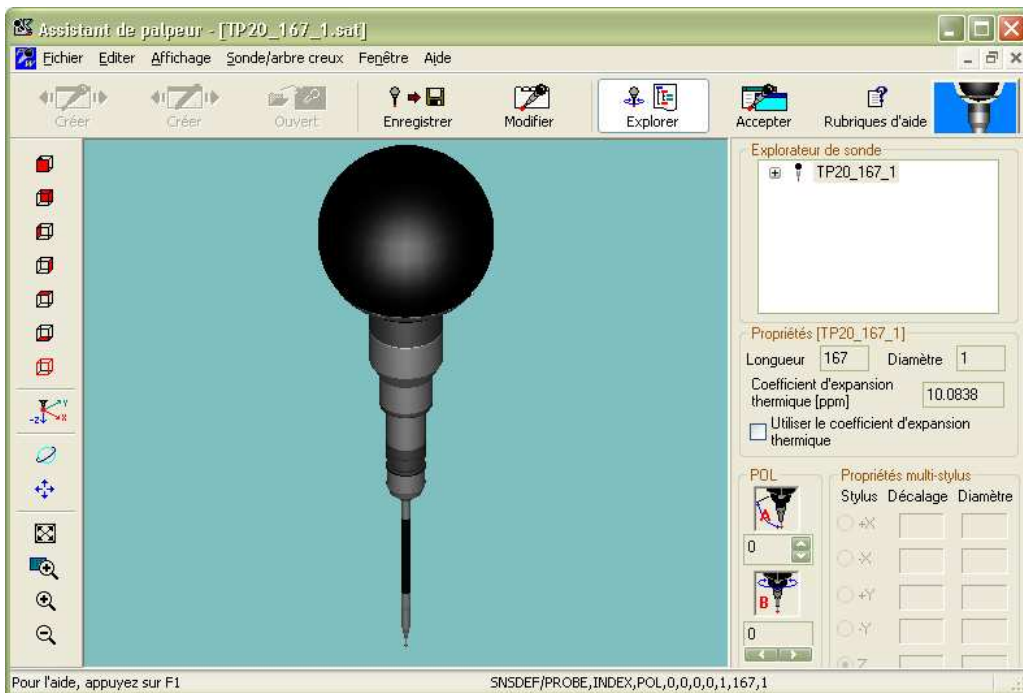 Assistant de palpeur - [TP20_167_1.sat]
Fichier Editer Affichage Sonde/arbre creux Fenêtre Aide
Créer Créer Ouvert Enregistrer Modifier Explorer Accepter Rubriques d'aide
Explorateur de sonde
TP20_167_1
Propriétés [TP20_167_1]
Longueur 167 Diamètre 1
Coefficient d'expansion
thermique [ppm] 10.0838
Utiliser le coefficient d'expansion
thermique
Y
-Z X
POL
A
0
B
0
Propriétés multi-stylus
Stylus Décalage Diamètre
+X
-X
+Y
-Y
Z
Pour l'aide, appuyez sur F1
SNSDEF/PROBE,INDEX,POL,0,0,0,0,1,167,1